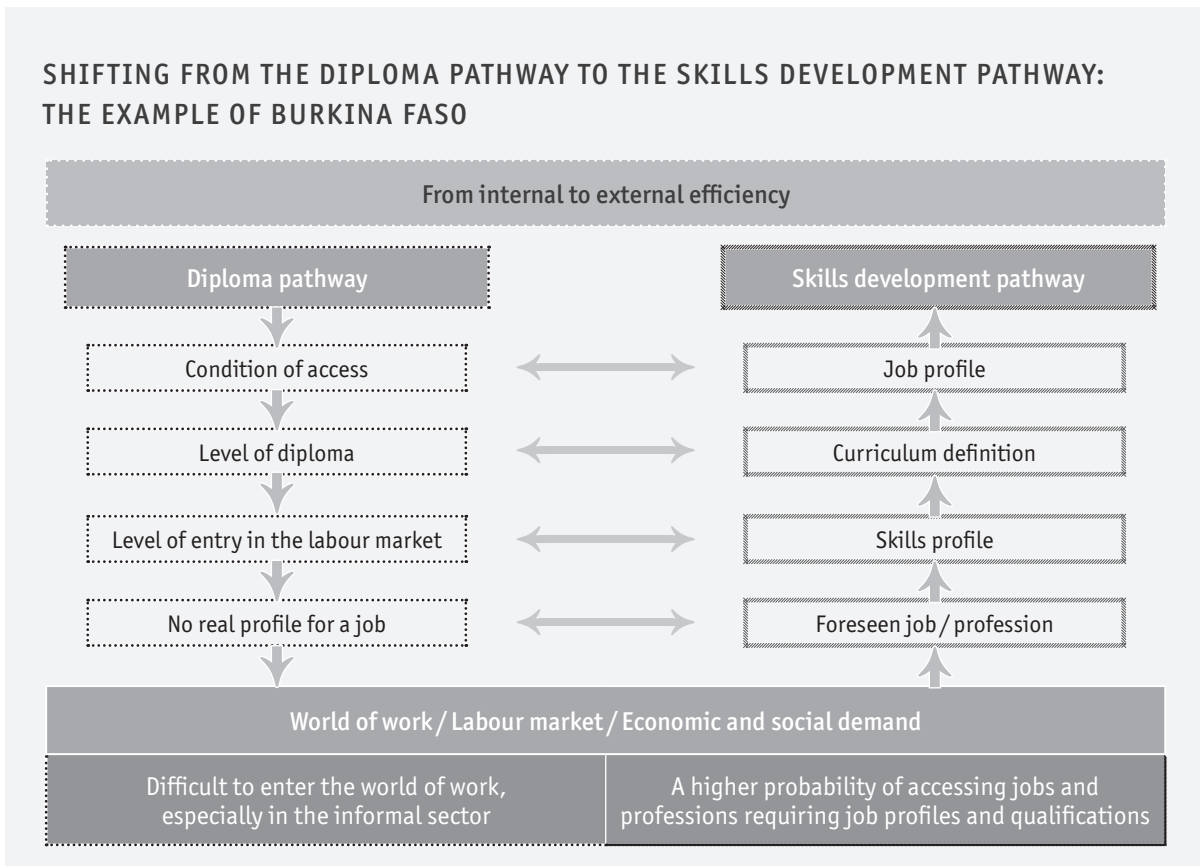 SHIFTING FROM THE DIPLOMA PATHWAY TO THE SKILLS DEVELOPMENT PATHWAY:
THE EXAMPLE OF BURKINA FASO
From internal to external efficiency
Diploma pathway
Skills development pathway
Condition of access
Job profile
Level of diploma
Curriculum definition
Level of entry in the labour market
Skills profile
No real profile for a job
Foreseen job / profession
World of work / Labour market / Economic and social demand
Difficult to enter the world of work,
especially in the informal sector
A higher probability of accessing jobs and
professions requiring job profiles and qualifications